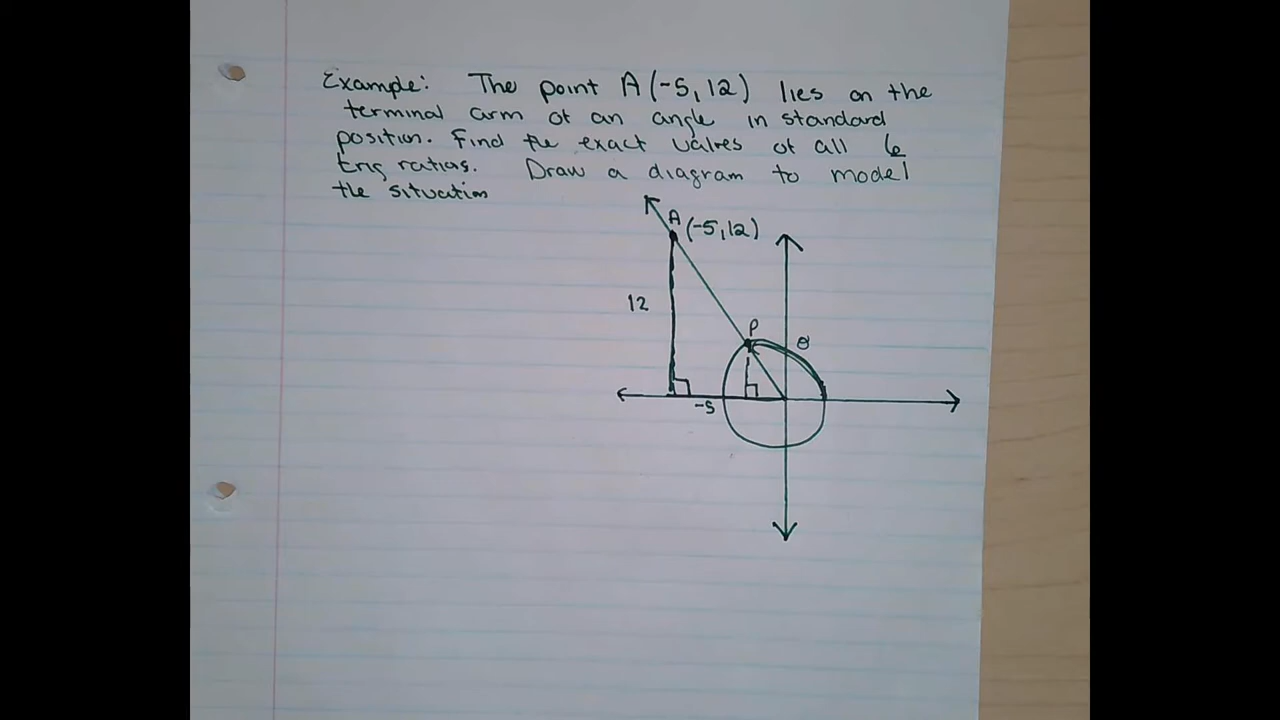 Example: The point A(-5,12) lies on the
terminal arm of an angle in standard
position. Find the exact values of all 6
trig ratios. Draw a diagram to model
the situation
A (-5,12)
12
P
θ
-5